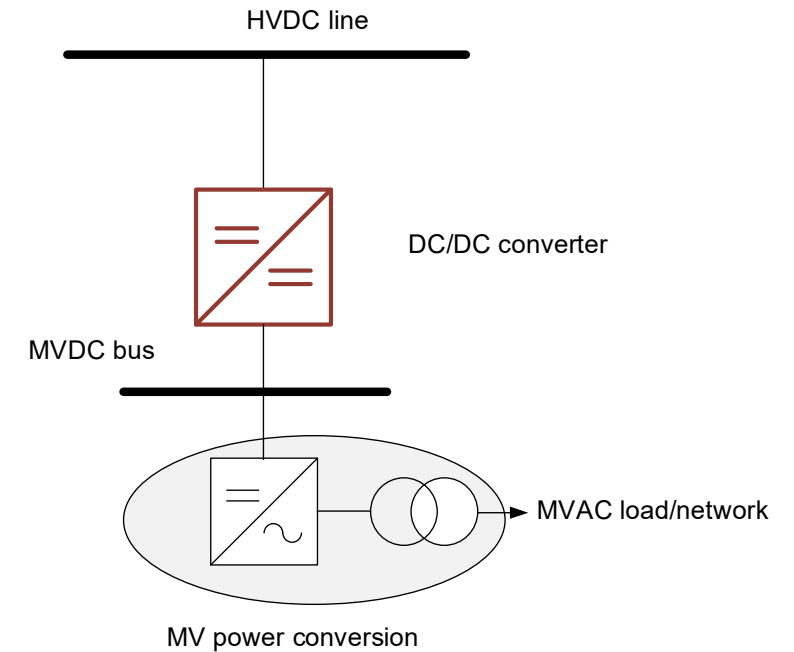 HVDC line
DC/DC converter
MVDC bus
MVAC load/network
MV power conversion